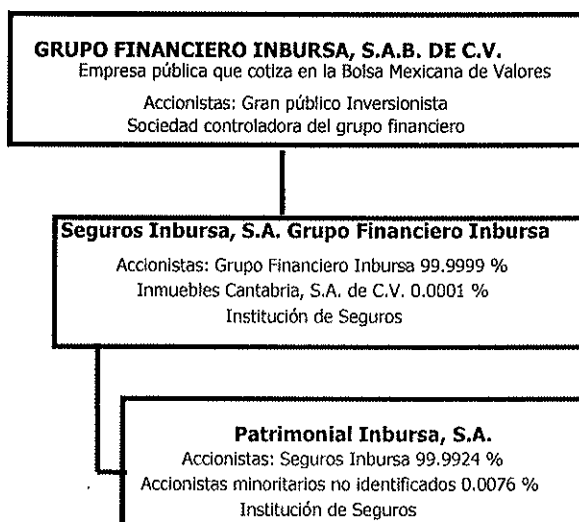 GRUPO FINANCIERO INBURSA, S.A.B. DE C.V.
Empresa pública que cotiza en la Bolsa Mexicana de Valores
Accionistas: Gran público Inversionista
Sociedad controladora del grupo financiero
Seguros Inbursa, S.A. Grupo Financiero Inbursa
Accionistas: Grupo Financiero Inbursa 99.9999 %
Inmuebles Cantabria, S.A. de C.V. 0.0001 %
Institución de Seguros
Patrimonial Inbursa, S.A.
Accionistas: Seguros Inbursa 99.9924 %
Accionistas minoritarios no identificados 0.0076 %
Institución de Seguros